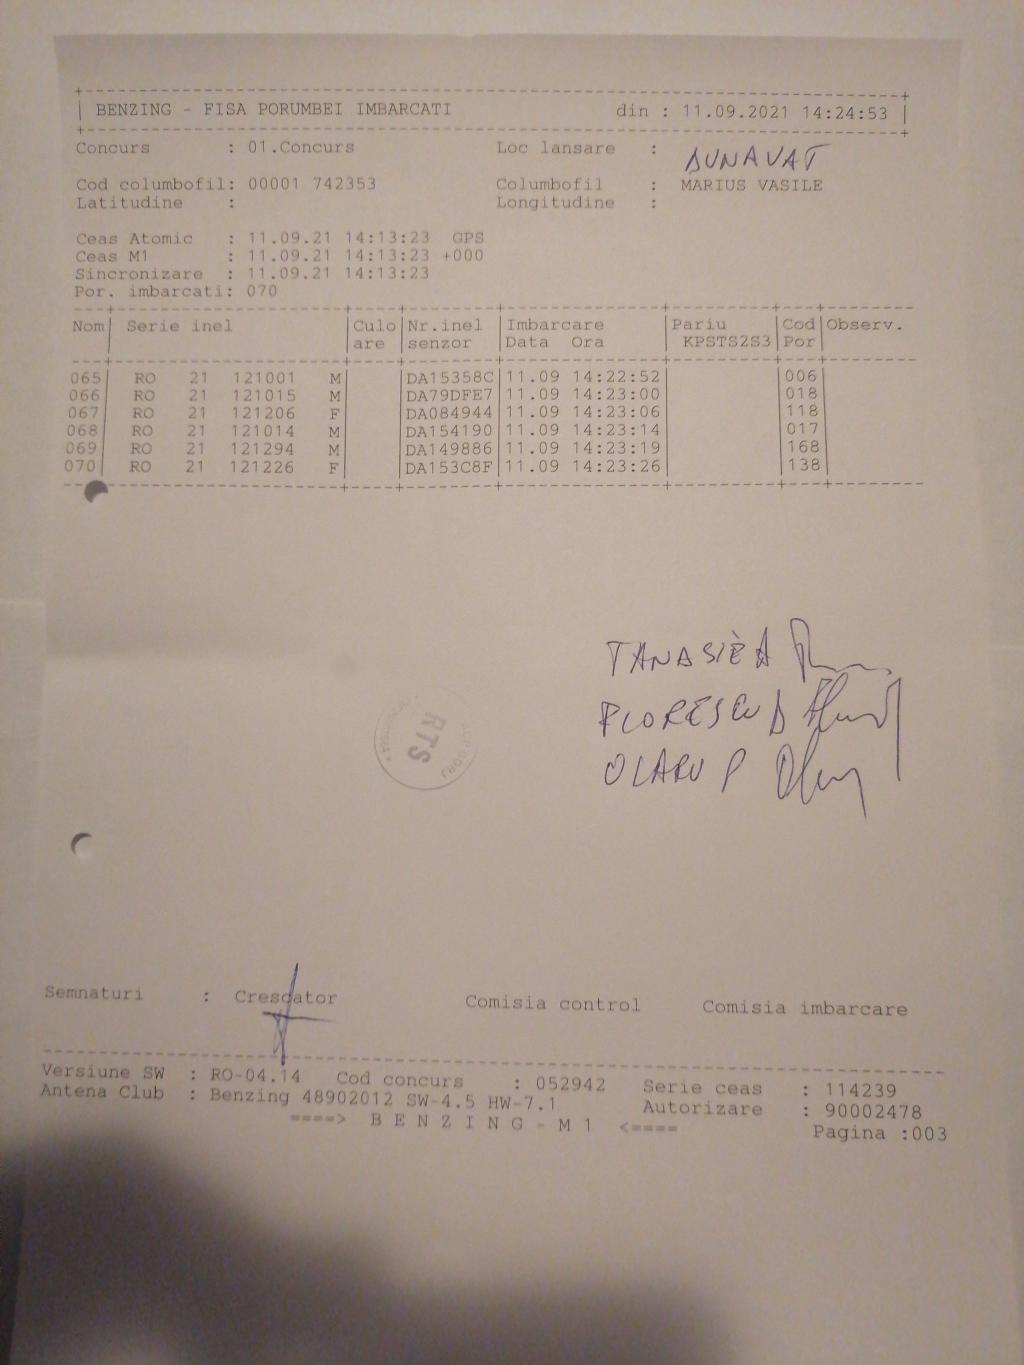 BENZING - FISA PORUMBEI IMBARCATI din : 11.09.2021 14:24:53
Concurs : 01.Concurs Loc lansare : DUNAVAT
Cod columbofil: 00001 742353 Columbofil : MARIUS VASILE
Latitudine : Longitudine :
Ceas Atomic : 11.09.21 14:13:23 GPS
Ceas M1 : 11.09.21 14:13:23 +000
Sincronizare : 11.09.21 14:13:23
Por. imbarcati: 070
Nom Serie inel Culo Nr.inel Imbarcare Pariu Cod Observ.
are senzor Data Ora KPSTS2S3 Por
065 RO 21 121001 M DA15358C 11.09 14:22:52 006
066 RO 21 121015 M DA79DFE7 11.09 14:23:00 018
067 RO 21 121206 F DA084944 11.09 14:23:06 118
068 RO 21 121014 M DA154190 11.09 14:23:14 017
069 RO 21 121294 M DA149886 11.09 14:23:19 168
070 RO 21 121226 F DA153C8F 11.09 14:23:26 138
TANASIE A
FLORESCU D
OLARU P
RTS
Semnaturi : Crescator Comisia control Comisia imbarcare
Versiune SW : RO-04.14 Cod concurs : 052942 Serie ceas : 114239
Antena Club : Benzing 48902012 SW-4.5 HW-7.1 Autorizare : 90002478
====> B E N Z I N G - M 1 <==== Pagina :003